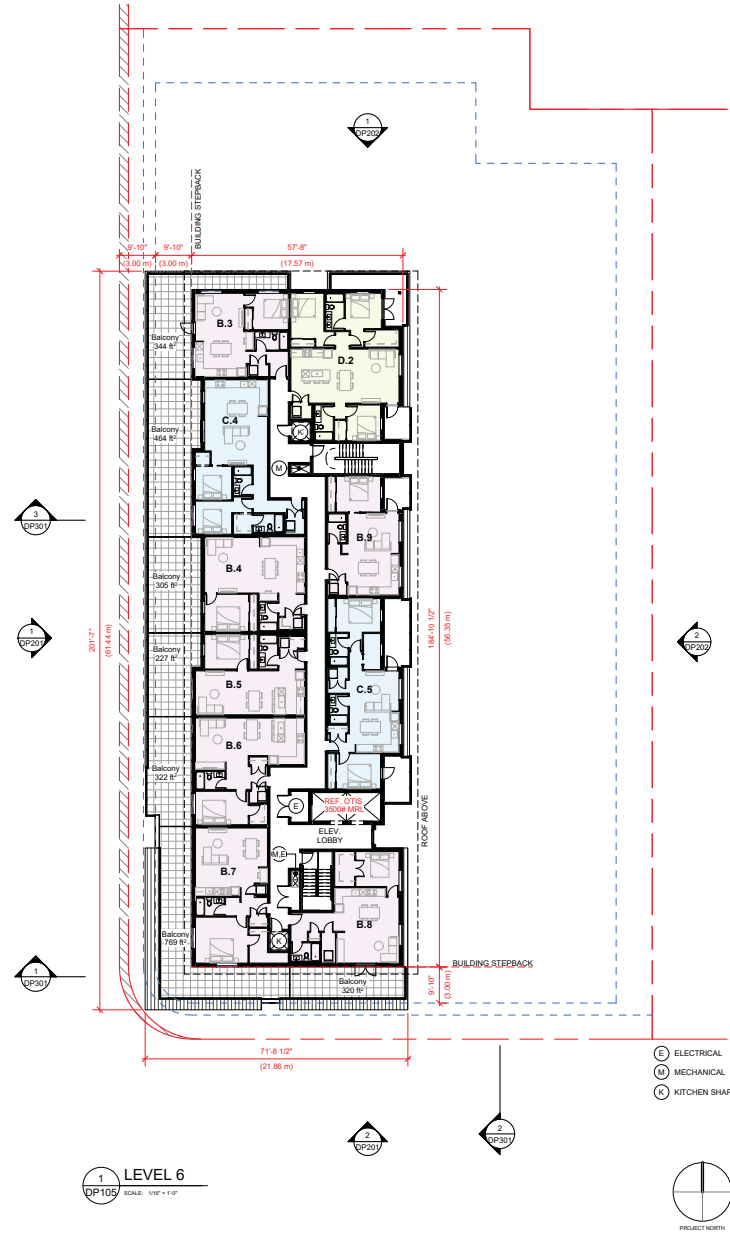 1
DP202
BUILDING STEPBACK
9'-10"
(3.00 m)
9'-10"
(3.00 m)
57'-8"
(17.57 m)
Balcony
344 ft²
B.3
D.2
Balcony
464 ft²
C.4
K
M
3
DP301
B.9
B.4
Balcony
305 ft²
201'-7"
(61.44 m)
184'-10 1/2"
(56.35 m)
1
DP201
2
DP202
Balcony
227 ft²
B.5
C.5
B.6
Balcony
322 ft²
E
REF. OTIS
3500# MRL
ELEV.
LOBBY
ROOF ABOVE
M,E
B.7
B.8
Balcony
769 ft²
K
1
DP301
BUILDING STEPBACK
Balcony
320 ft²
9'-10"
(3.00 m)
71'-8 1/2"
(21.86 m)
E ELECTRICAL
M MECHANICAL
K KITCHEN SHAF
2
DP201
2
DP301
1
DP105
LEVEL 6
SCALE: 1/16" = 1'-0"
PROJECT NORTH